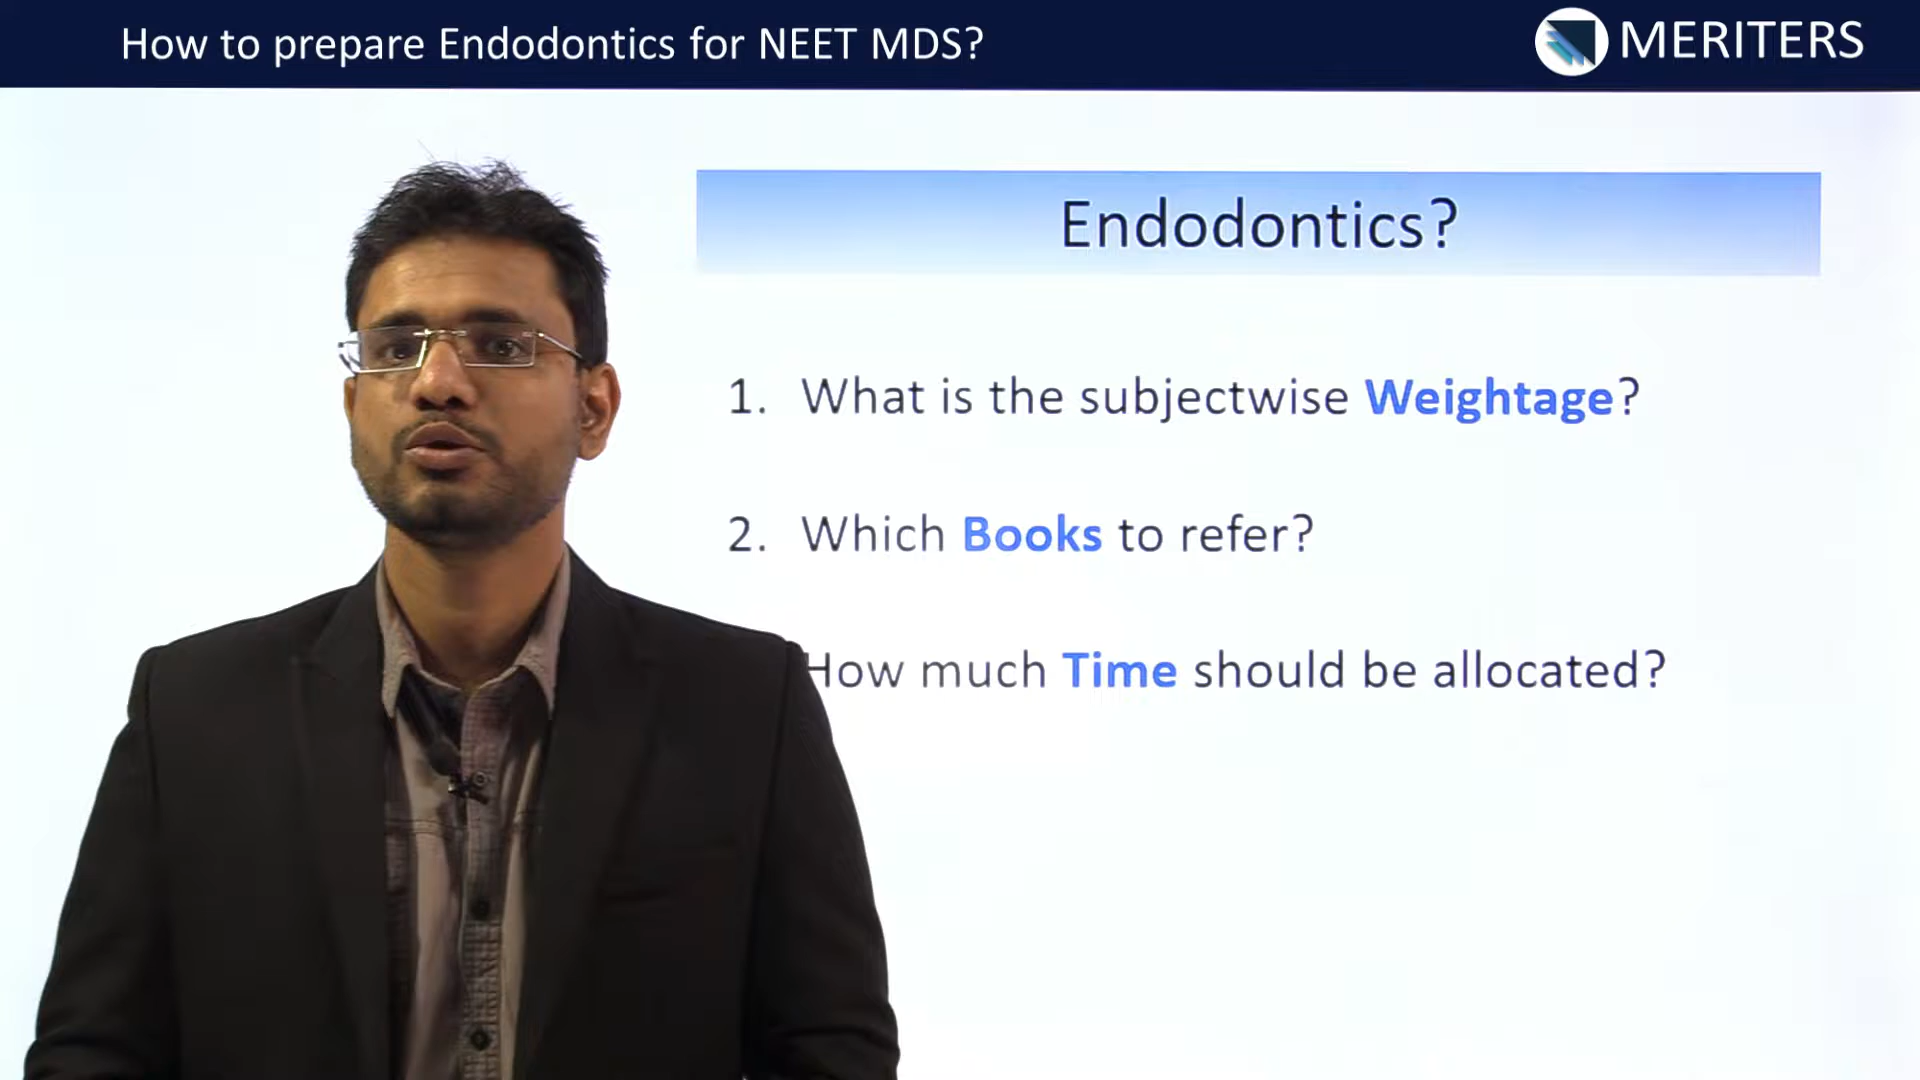 How to prepare Endodontics for NEET MDS?
MERITERS
Endodontics?
1. What is the subjectwise Weightage?
2. Which Books to refer?
How much Time should be allocated?